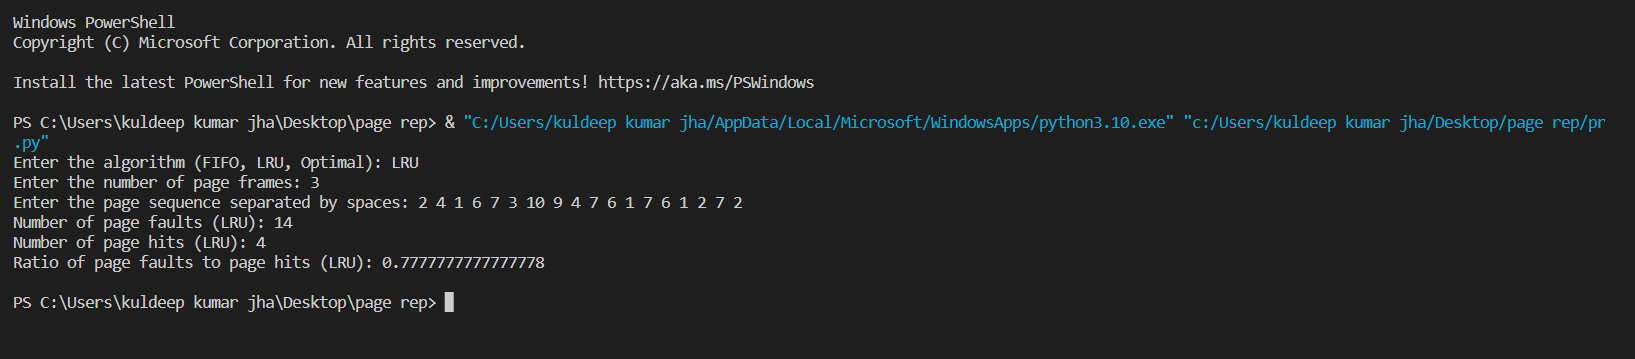 Windows PowerShell
Copyright (C) Microsoft Corporation. All rights reserved.
Install the latest PowerShell for new features and improvements! https://aka.ms/PSWindows
PS C:\Users\kuldeep kumar jha\Desktop\page rep> & "C:/Users/kuldeep kumar jha/AppData/Local/Microsoft/WindowsApps/python3.10.exe" "c:/Users/kuldeep kumar jha/Desktop/page rep/pr
.py"
Enter the algorithm (FIFO, LRU, Optimal): LRU
Enter the number of page frames: 3
Enter the page sequence separated by spaces: 2 4 1 6 7 3 10 9 4 7 6 1 7 6 1 2 7 2
Number of page faults (LRU): 14
Number of page hits (LRU): 4
Ratio of page faults to page hits (LRU): 0.7777777777777778
PS C:\Users\kuldeep kumar jha\Desktop\page rep>